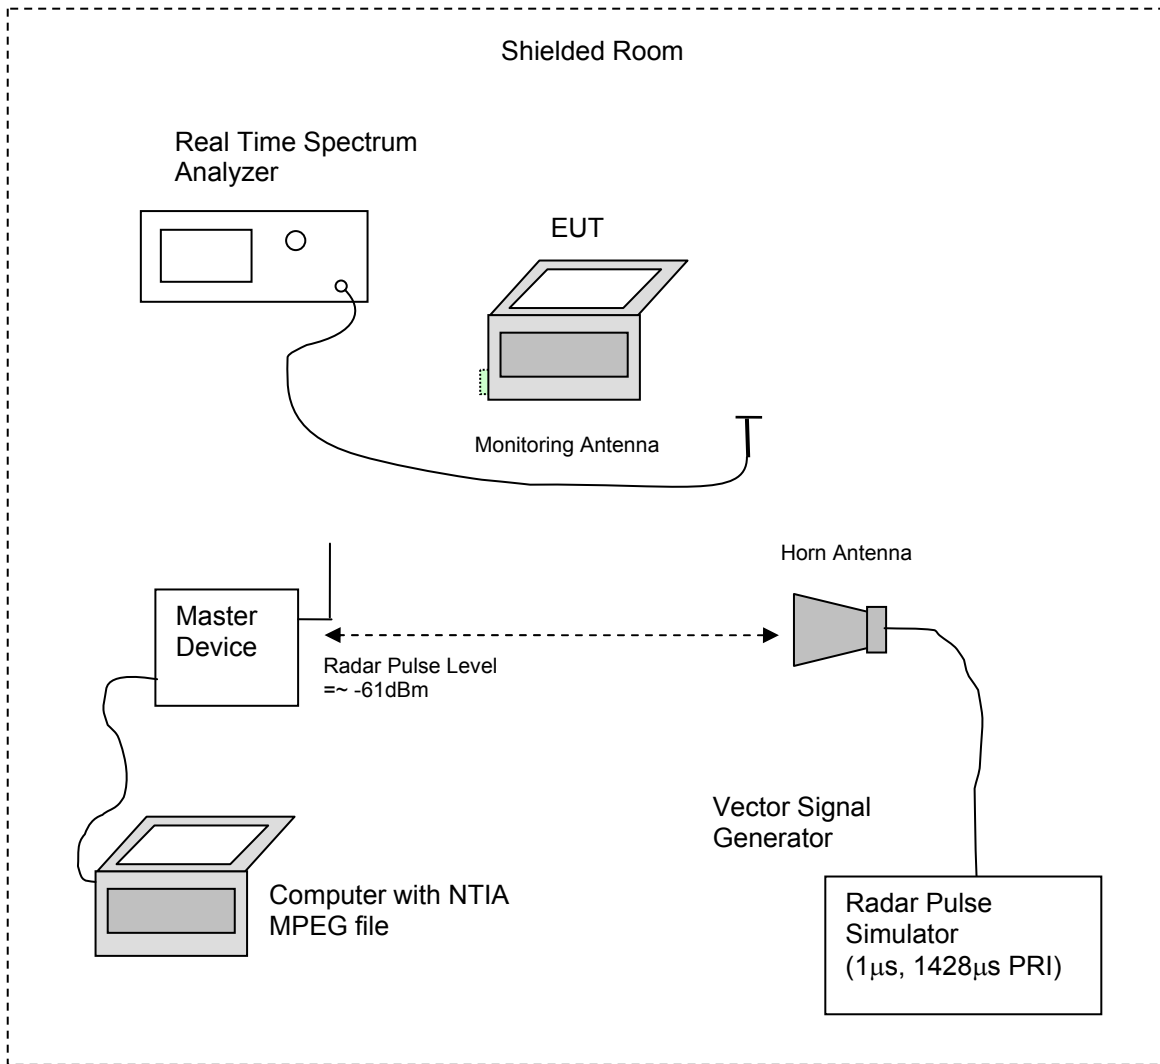 Shielded Room
Real Time Spectrum
Analyzer
EUT
Monitoring Antenna
Horn Antenna
Master
Device
Radar Pulse Level
=~ -61dBm
Vector Signal
Generator
Computer with NTIA
MPEG file
Radar Pulse
Simulator
(1μs, 1428μs PRI)